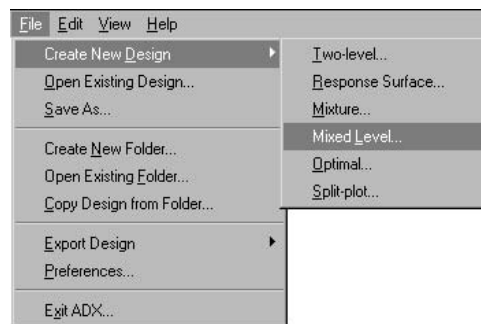 File Edit View Help
Create New Design
Open Existing Design...
Save As...
Create New Folder...
Open Existing Folder...
Copy Design from Folder...
Export Design
Preferences...
Exit ADX...
Two-level...
Response Surface...
Mixture...
Mixed Level...
Optimal...
Split-plot...